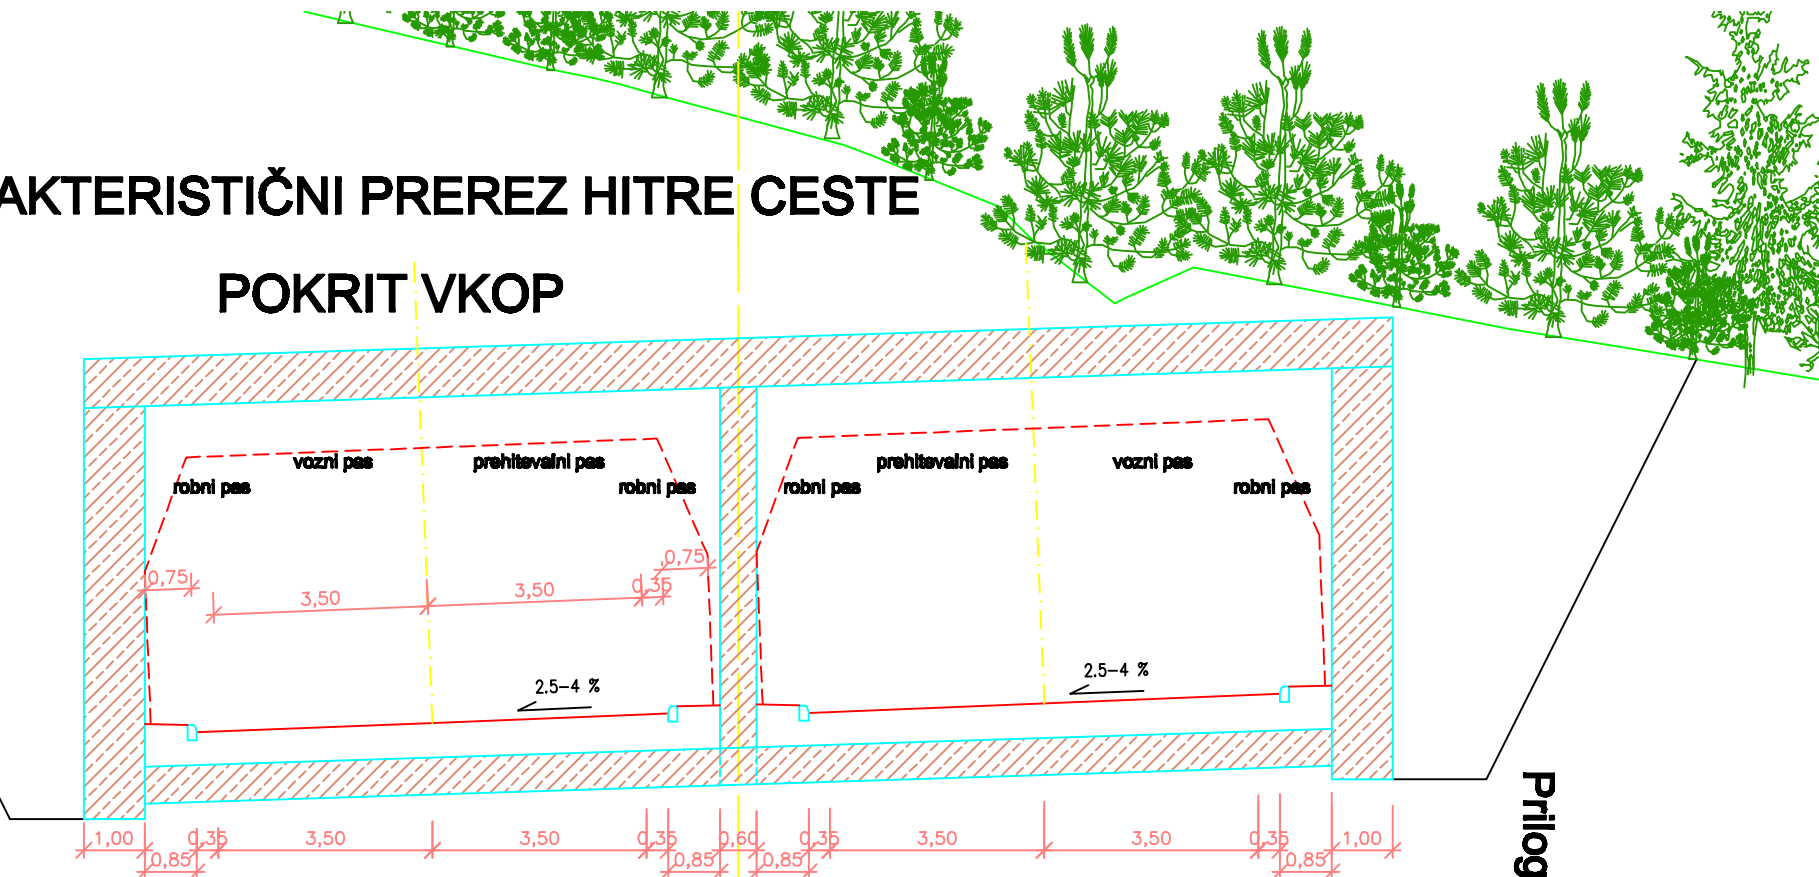 AKTERISTIČNI PREREZ HITRE CESTE
POKRIT VKOP
vozni pas
prehitevalni pas
prehitevalni pas
vozni pas
robni pas
robni pas
robni pas
robni pas
0,75
3,50
3,50
0,35
0,75
2.5-4 %
2.5-4 %
1,00
0,35
3,50
3,50
0,35
0,60
0,35
3,50
3,50
0,35
1,00
0,85
0,85
0,85
0,85
Prilog